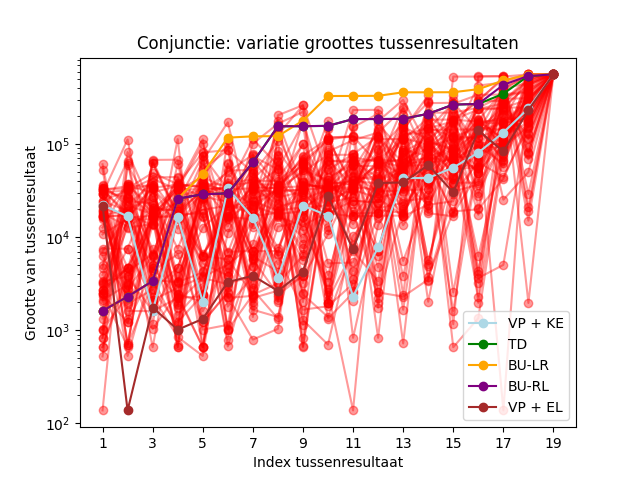 Conjunctie: variatie groottes tussenresultaten
Grootte van tussenresultaat
10^5
10^4
10^3
10^2
1 3 5 7 9 11 13 15 17 19
Index tussenresultaat
VP + KE
TD
BU-LR
BU-RL
VP + EL